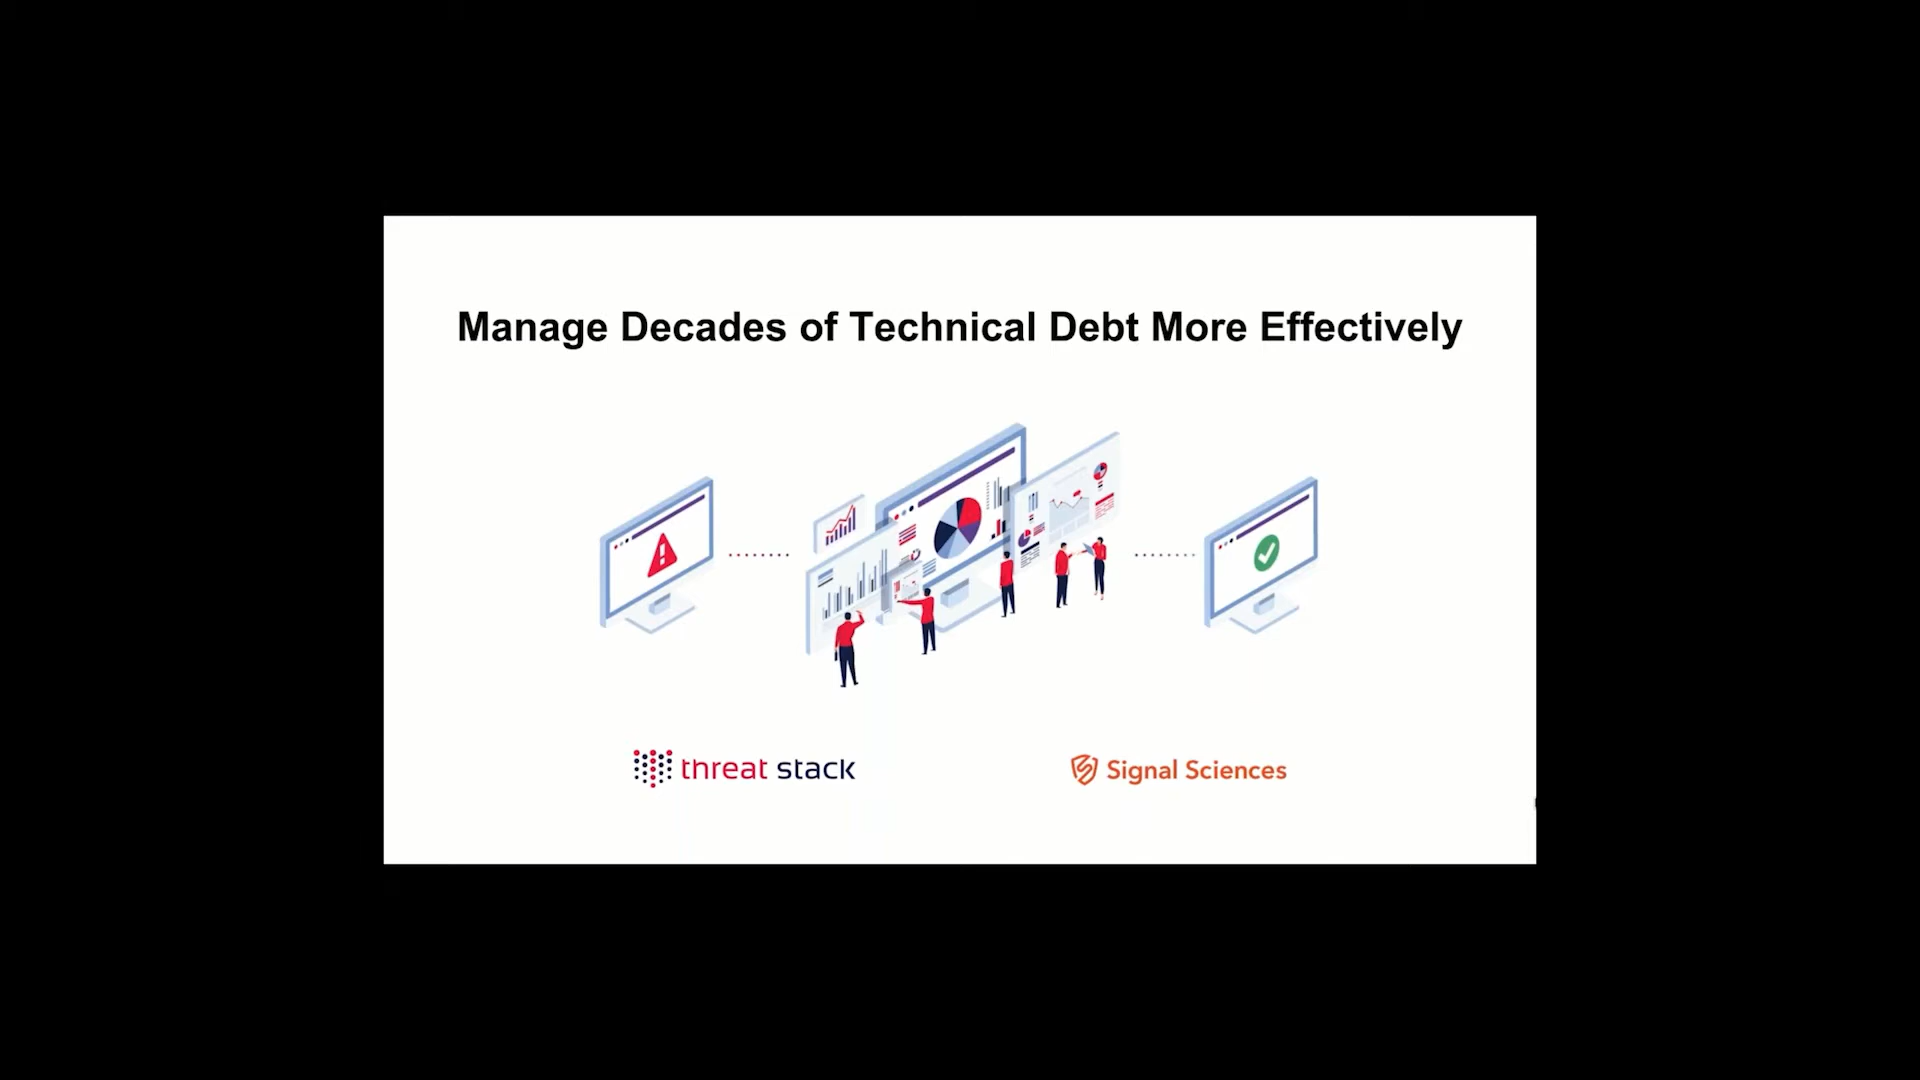 Manage Decades of Technical Debt More Effectively
threat stack
Signal Sciences